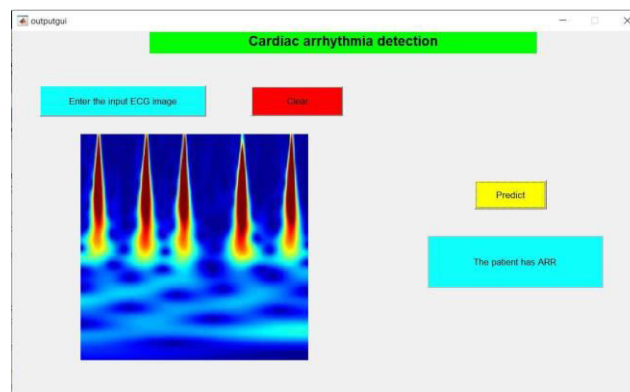 outputgui
Cardiac arrhythmia detection
Enter the input ECG image
Clear
Predict
The patient has ARR